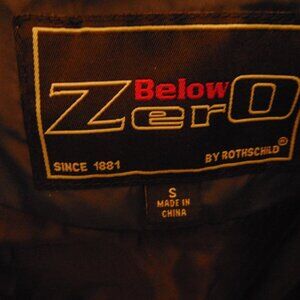 Below
ZerO
SINCE 1881
BY ROTHSCHILD®
S
MADE IN
CHINA